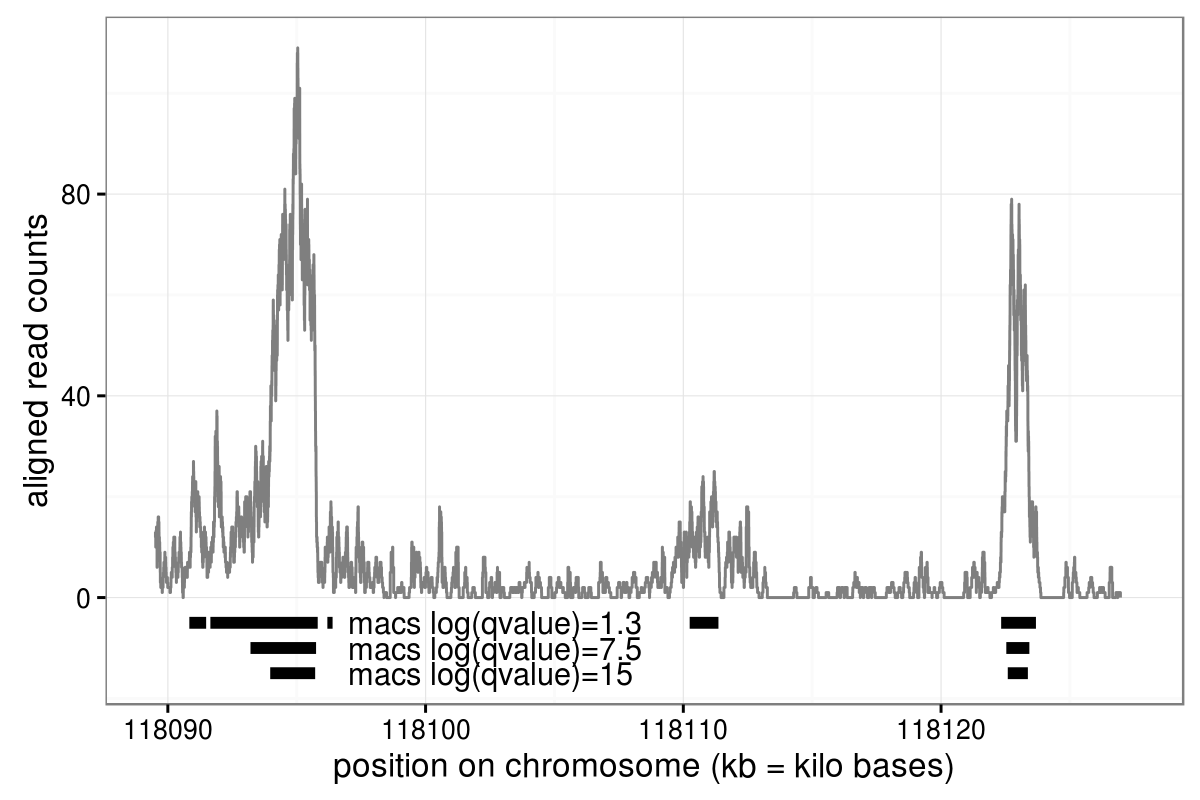 80
40
0
aligned read counts
macs log(qvalue)=1.3
macs log(qvalue)=7.5
macs log(qvalue)=15
118090 118100 118110 118120
position on chromosome (kb = kilo bases)